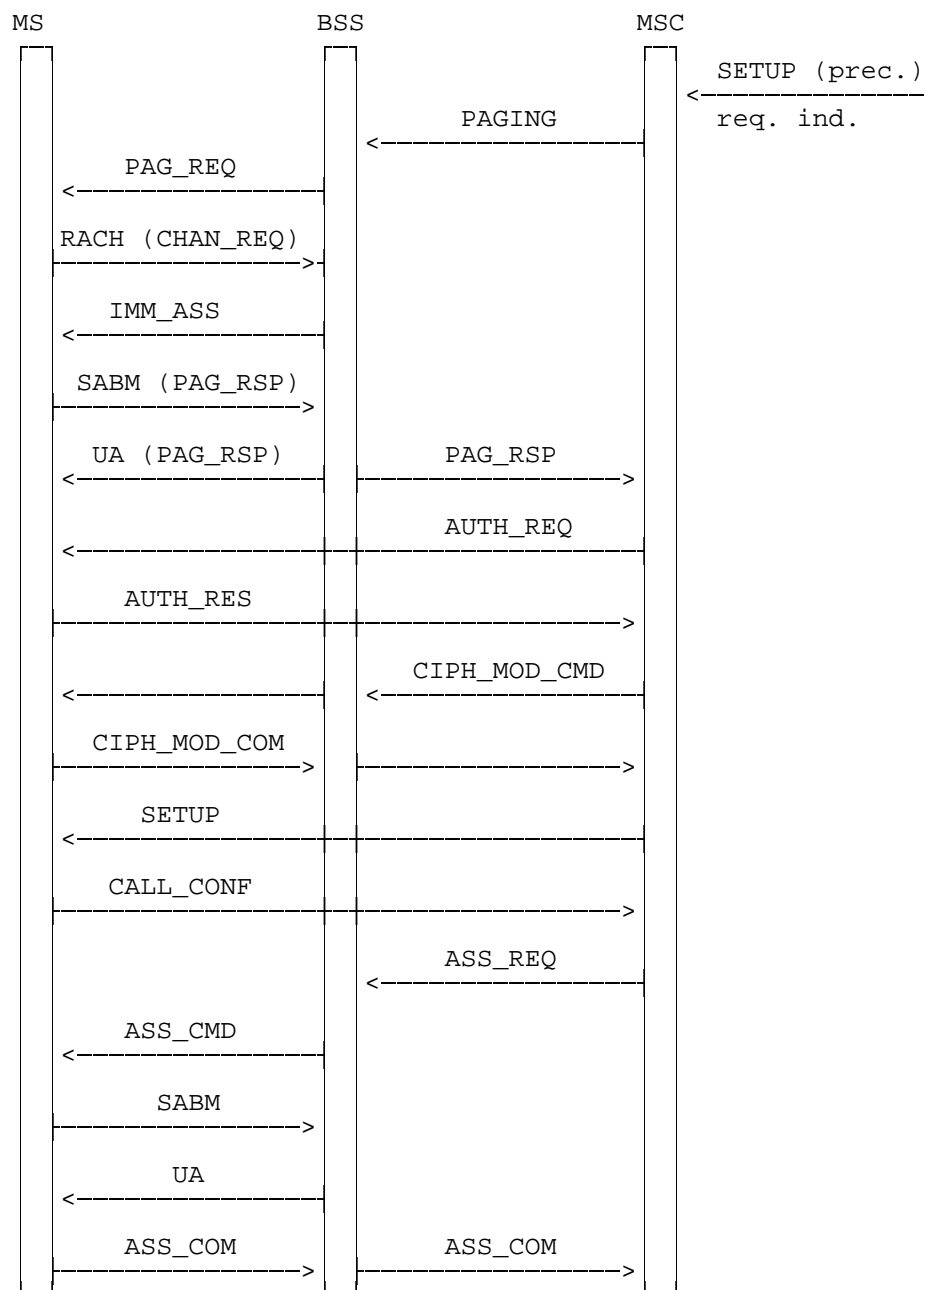 MS BSS MSC
SETUP (prec.)
PAGING
req. ind.
PAG_REQ
RACH (CHAN_REQ)
IMM_ASS
SABM (PAG_RSP)
UA (PAG_RSP) PAG_RSP
AUTH_REQ
AUTH_RES
CIPH_MOD_CMD
CIPH_MOD_COM
SETUP
CALL_CONF
ASS_REQ
ASS_CMD
SABM
UA
ASS_COM ASS_COM